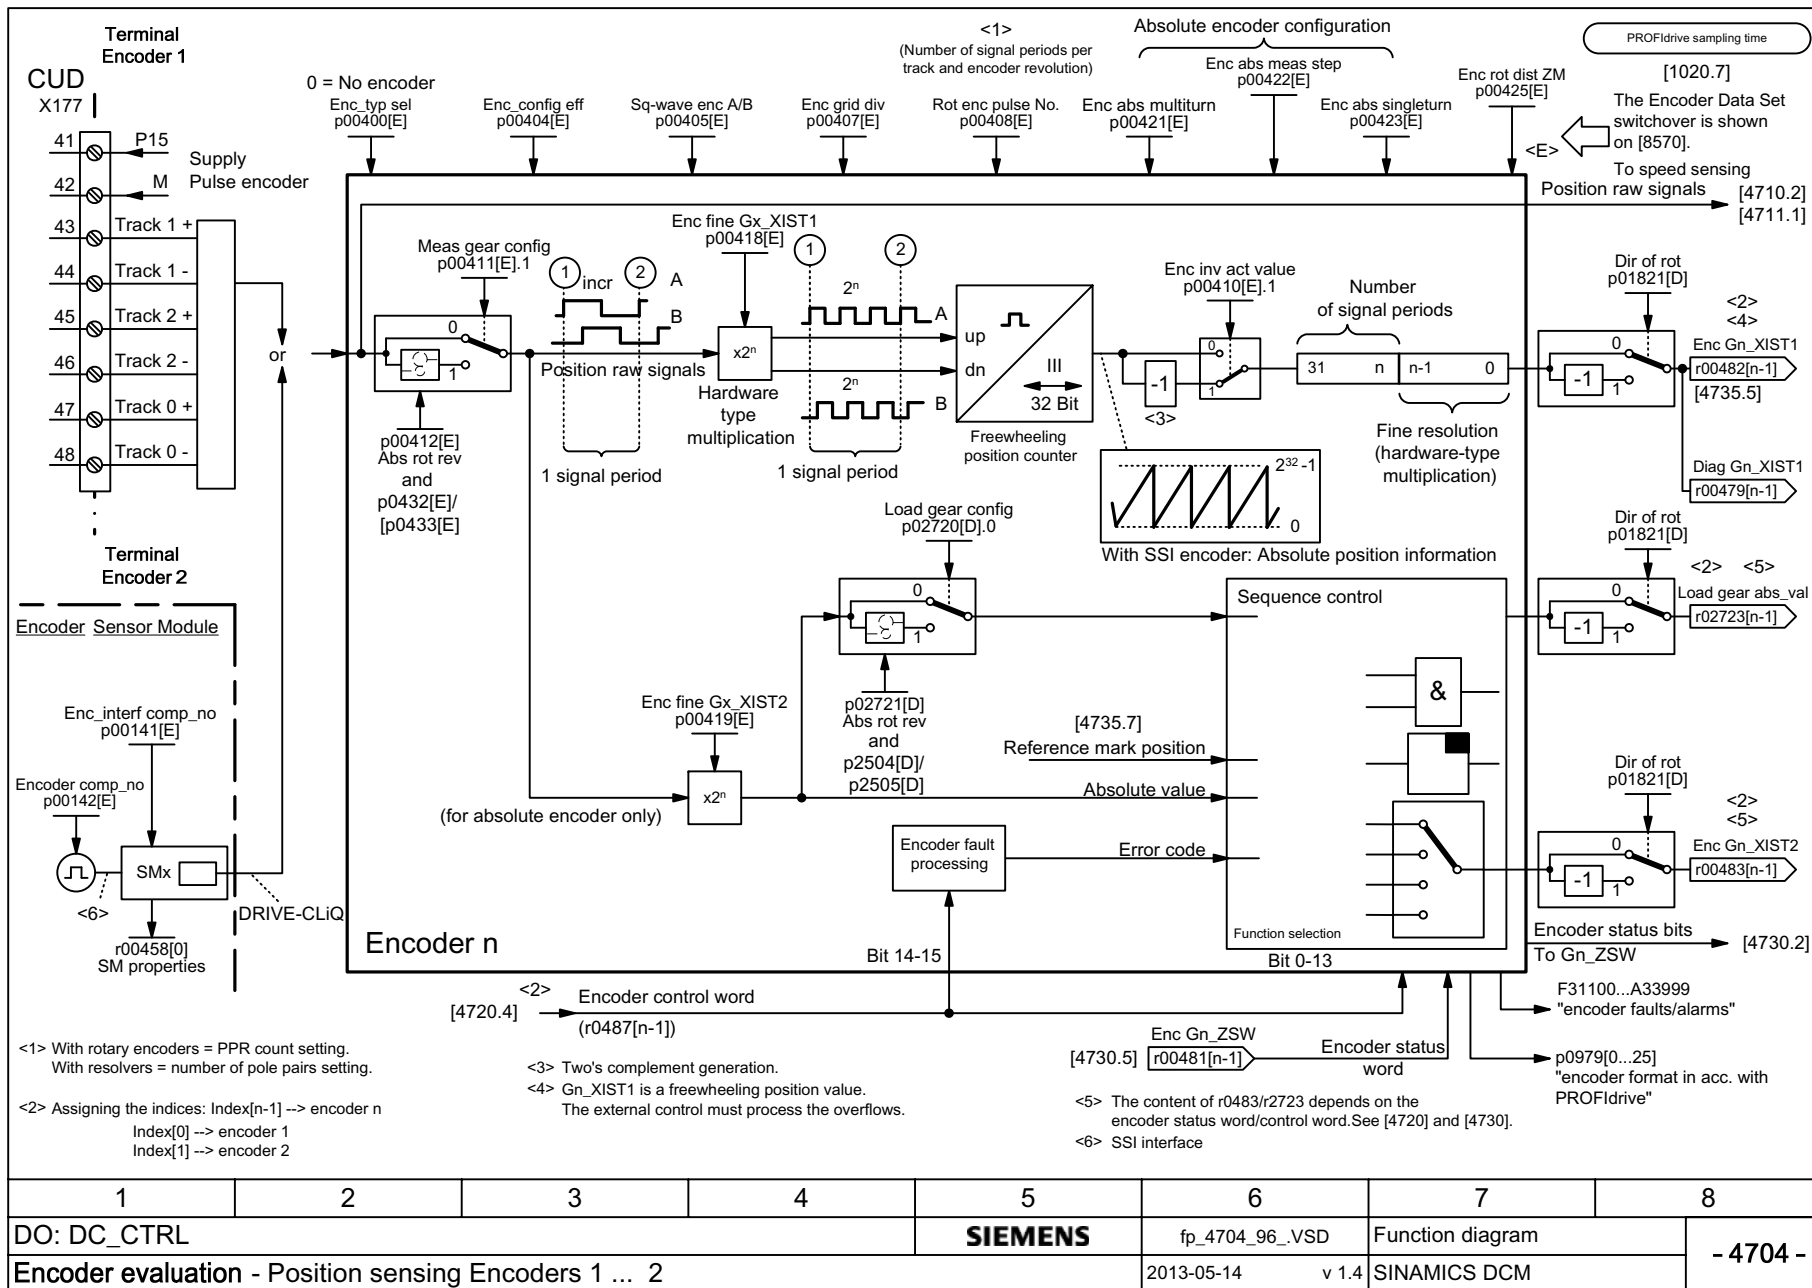 Terminal
Encoder 1
CUD
X177
41
P15
42
M
Supply
Pulse encoder
43
Track 1 +
44
Track 1 -
45
Track 2 +
46
Track 2 -
47
Track 0 +
48
Track 0 -
or
Terminal
Encoder 2
Encoder Sensor Module
Enc_interf comp_no
p00141[E]
Encoder comp_no
p00142[E]
SMx
<6>
DRIVE-CLiQ
r00458[0]
SM properties
0 = No encoder
Enc_typ sel
p00400[E]
Enc_config eff
p00404[E]
Sq-wave enc A/B
p00405[E]
Enc grid div
p00407[E]
<1>
(Number of signal periods per
track and encoder revolution)
Rot enc pulse No.
p00408[E]
Absolute encoder configuration
Enc abs multiturn
p00421[E]
Enc abs meas step
p00422[E]
Enc abs singleturn
p00423[E]
Enc rot dist ZM
p00425[E]
PROFIdrive sampling time
[1020.7]
The Encoder Data Set
switchover is shown
on [8570].
<E>
To speed sensing
Position raw signals
[4710.2]
[4711.1]
Meas gear config
p00411[E].1
0
1
p00412[E]
Abs rot rev
and
p0432[E]/
[p0433[E]
1
incr
2
A
B
Position raw signals
1 signal period
Enc fine Gx_XIST1
p00418[E]
x2ⁿ
Hardware
type
multiplication
1
2
2ⁿ
A
2ⁿ
B
1 signal period
up
dn
III
32 Bit
Freewheeling
position counter
Enc inv act value
p00410[E].1
0
1
-1
<3>
Number
of signal periods
31
n
n-1
0
Fine resolution
(hardware-type
multiplication)
2³² -1
0
With SSI encoder: Absolute position information
Dir of rot
p01821[D]
<2>
<4>
0
-1
1
Enc Gn_XIST1
r00482[n-1]
[4735.5]
Diag Gn_XIST1
r00479[n-1]
Load gear config
p02720[D].0
0
1
p02721[D]
Abs rot rev
and
p2504[D]/
p2505[D]
Enc fine Gx_XIST2
p00419[E]
x2ⁿ
(for absolute encoder only)
[4735.7]
Reference mark position
Absolute value
Encoder fault
processing
Error code
Sequence control
&
Function selection
Dir of rot
p01821[D]
<2>
<5>
0
-1
1
Load gear abs_val
r02723[n-1]
Dir of rot
p01821[D]
<2>
<5>
0
-1
1
Enc Gn_XIST2
r00483[n-1]
Encoder n
Bit 14-15
Bit 0-13
Encoder status bits
To Gn_ZSW
[4730.2]
<2>
[4720.4]
Encoder control word
(r0487[n-1])
F31100...A33999
"encoder faults/alarms"
Enc Gn_ZSW
[4730.5]
r00481[n-1]
Encoder status
word
p0979[0...25]
"encoder format in acc. with
PROFIdrive"
<1> With rotary encoders = PPR count setting.
With resolvers = number of pole pairs setting.
<2> Assigning the indices: Index[n-1] --> encoder n
Index[0] --> encoder 1
Index[1] --> encoder 2
<3> Two's complement generation.
<4> Gn_XIST1 is a freewheeling position value.
The external control must process the overflows.
<5> The content of r0483/r2723 depends on the
encoder status word/control word.See [4720] and [4730].
<6> SSI interface
1
2
3
4
5
6
7
8
DO: DC_CTRL
SIEMENS
fp_4704_96_.VSD
Function diagram
- 4704 -
Encoder evaluation - Position sensing Encoders 1 ... 2
2013-05-14
v 1.4
SINAMICS DCM